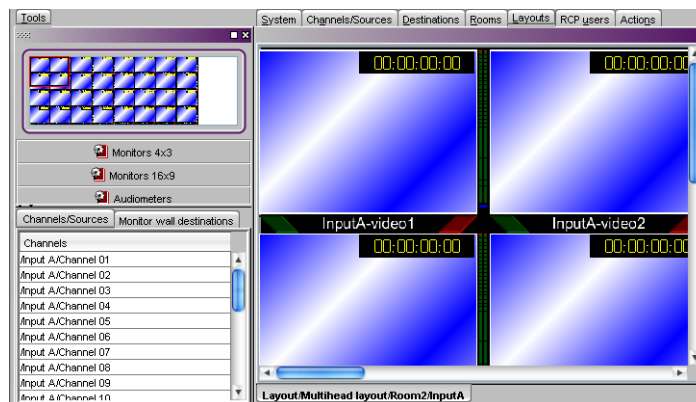 Tools
System Channels/Sources Destinations Rooms Layouts RCP users Actions
00:00:00:00 00:00:00:00
Monitors 4x3
Monitors 16x9
Audiometers
Channels/Sources Monitor wall destinations
InputA-video1 InputA-video2
Channels
00:00:00:00 00:00:00:00
/Input A/Channel 01
/Input A/Channel 02
/Input A/Channel 03
/Input A/Channel 04
/Input A/Channel 05
/Input A/Channel 06
/Input A/Channel 07
/Input A/Channel 08
/Input A/Channel 09
/Input A/Channel 10
Layout/Multihead layout/Room2/InputA